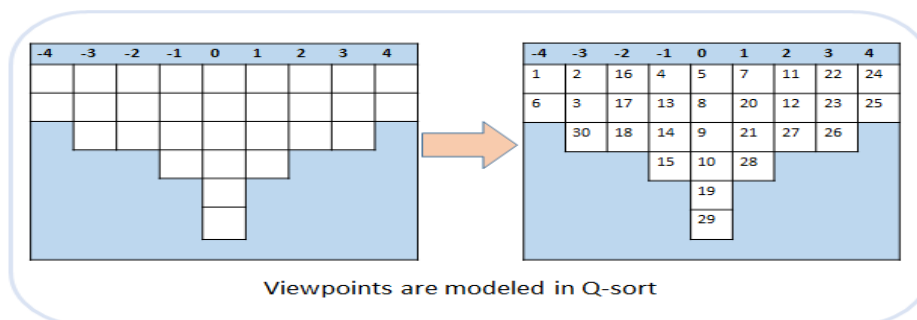 -4 -3 -2 -1 0 1 2 3 4
-4 -3 -2 -1 0 1 2 3 4
1 2 16 4 5 7 11 22 24
6 3 17 13 8 20 12 23 25
30 18 14 9 21 27 26
15 10 28
19
29
Viewpoints are modeled in Q-sort